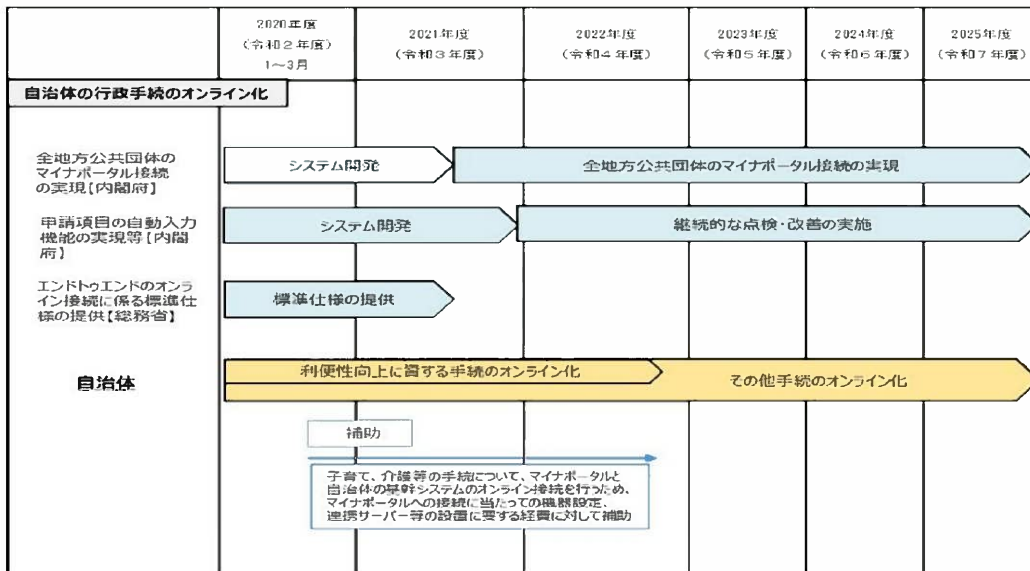 2020年度
(令和2年度)
1～3月
2021年度
(令和3年度)
2022年度
(令和4年度)
2023年度
(令和5年度)
2024年度
(令和6年度)
2025年度
(令和7年度)
自治体の行政手続のオンライン化
全地方公共団体の
マイナポータル接続
の実現【内閣府】
システム開発
全地方公共団体のマイナポータル接続の実現
申請項目の自動入力
機能の実現等【内閣
府】
システム開発
継続的な点検・改善の実施
エンドトゥエンドのオンラ
イン接続に係る標準仕
様の提供【総務省】
標準仕様の提供
自治体
利便性向上に資する手続のオンライン化
その他手続のオンライン化
補助
子育て、介護等の手続について、マイナポータルと
自治体の基幹システムのオンライン接続を行うため、
マイナポータルへの接続に当たっての機器設定、
連携サーバー等の設置に要する経費に対して補助